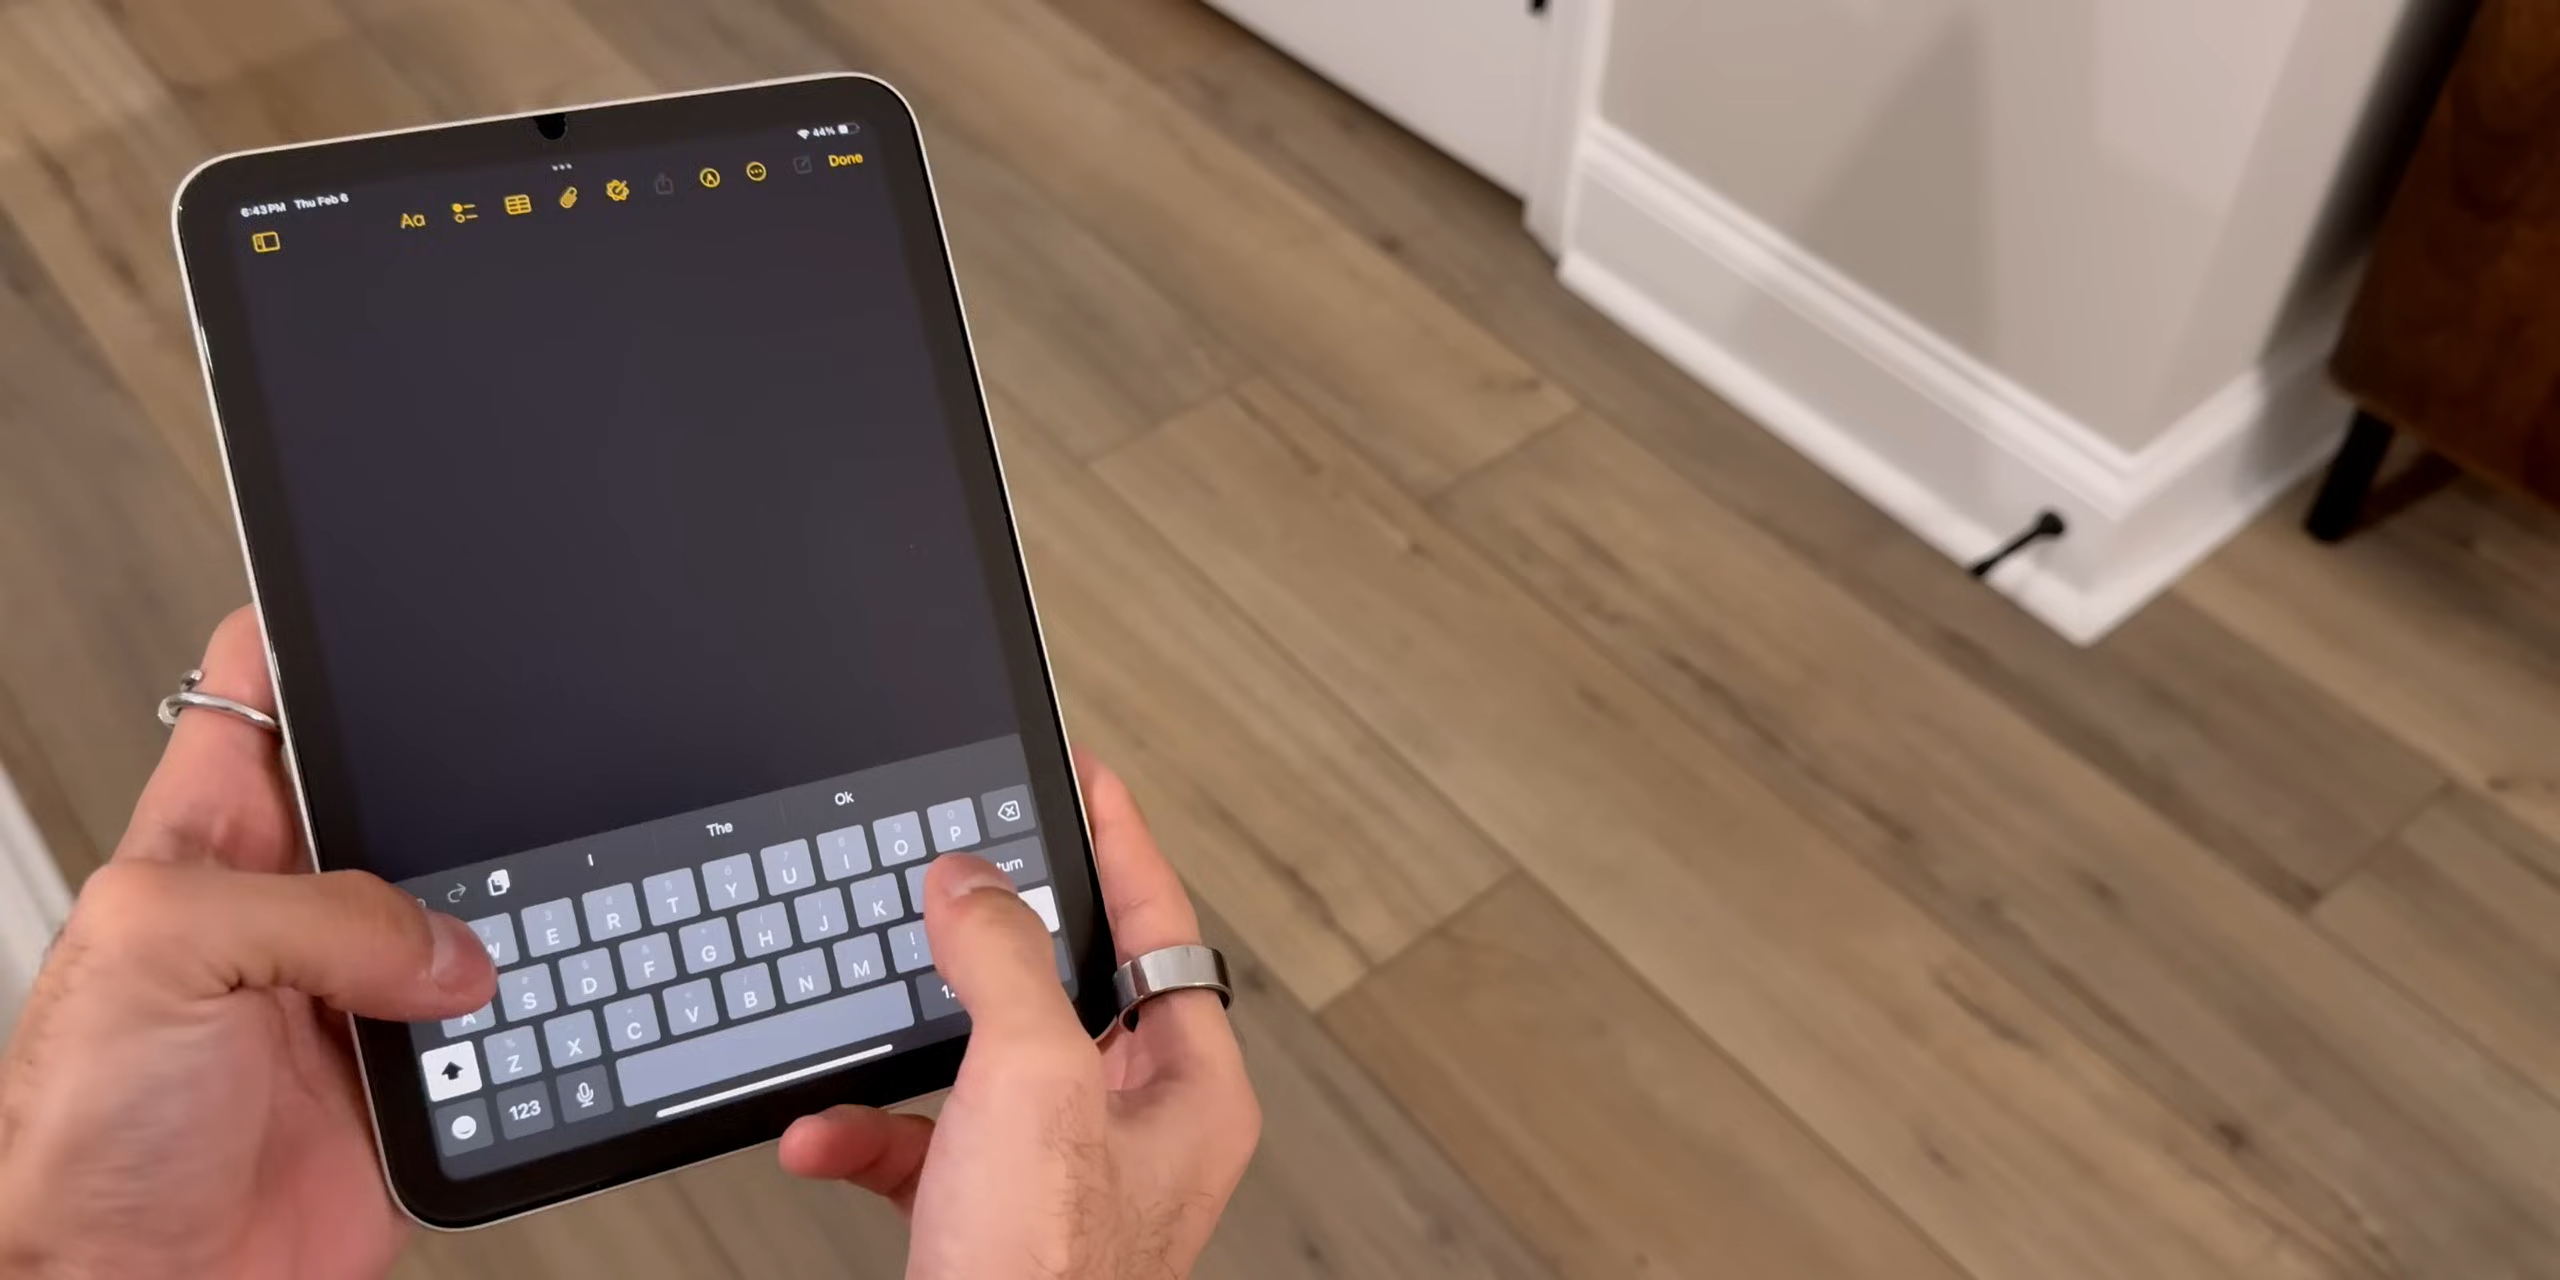 6:43 PM Thu Feb 6
44%
Aa
Done
I The Ok
W E R T Y U I O P
A S D F G H J K
Z X C V B N M ! ,
123